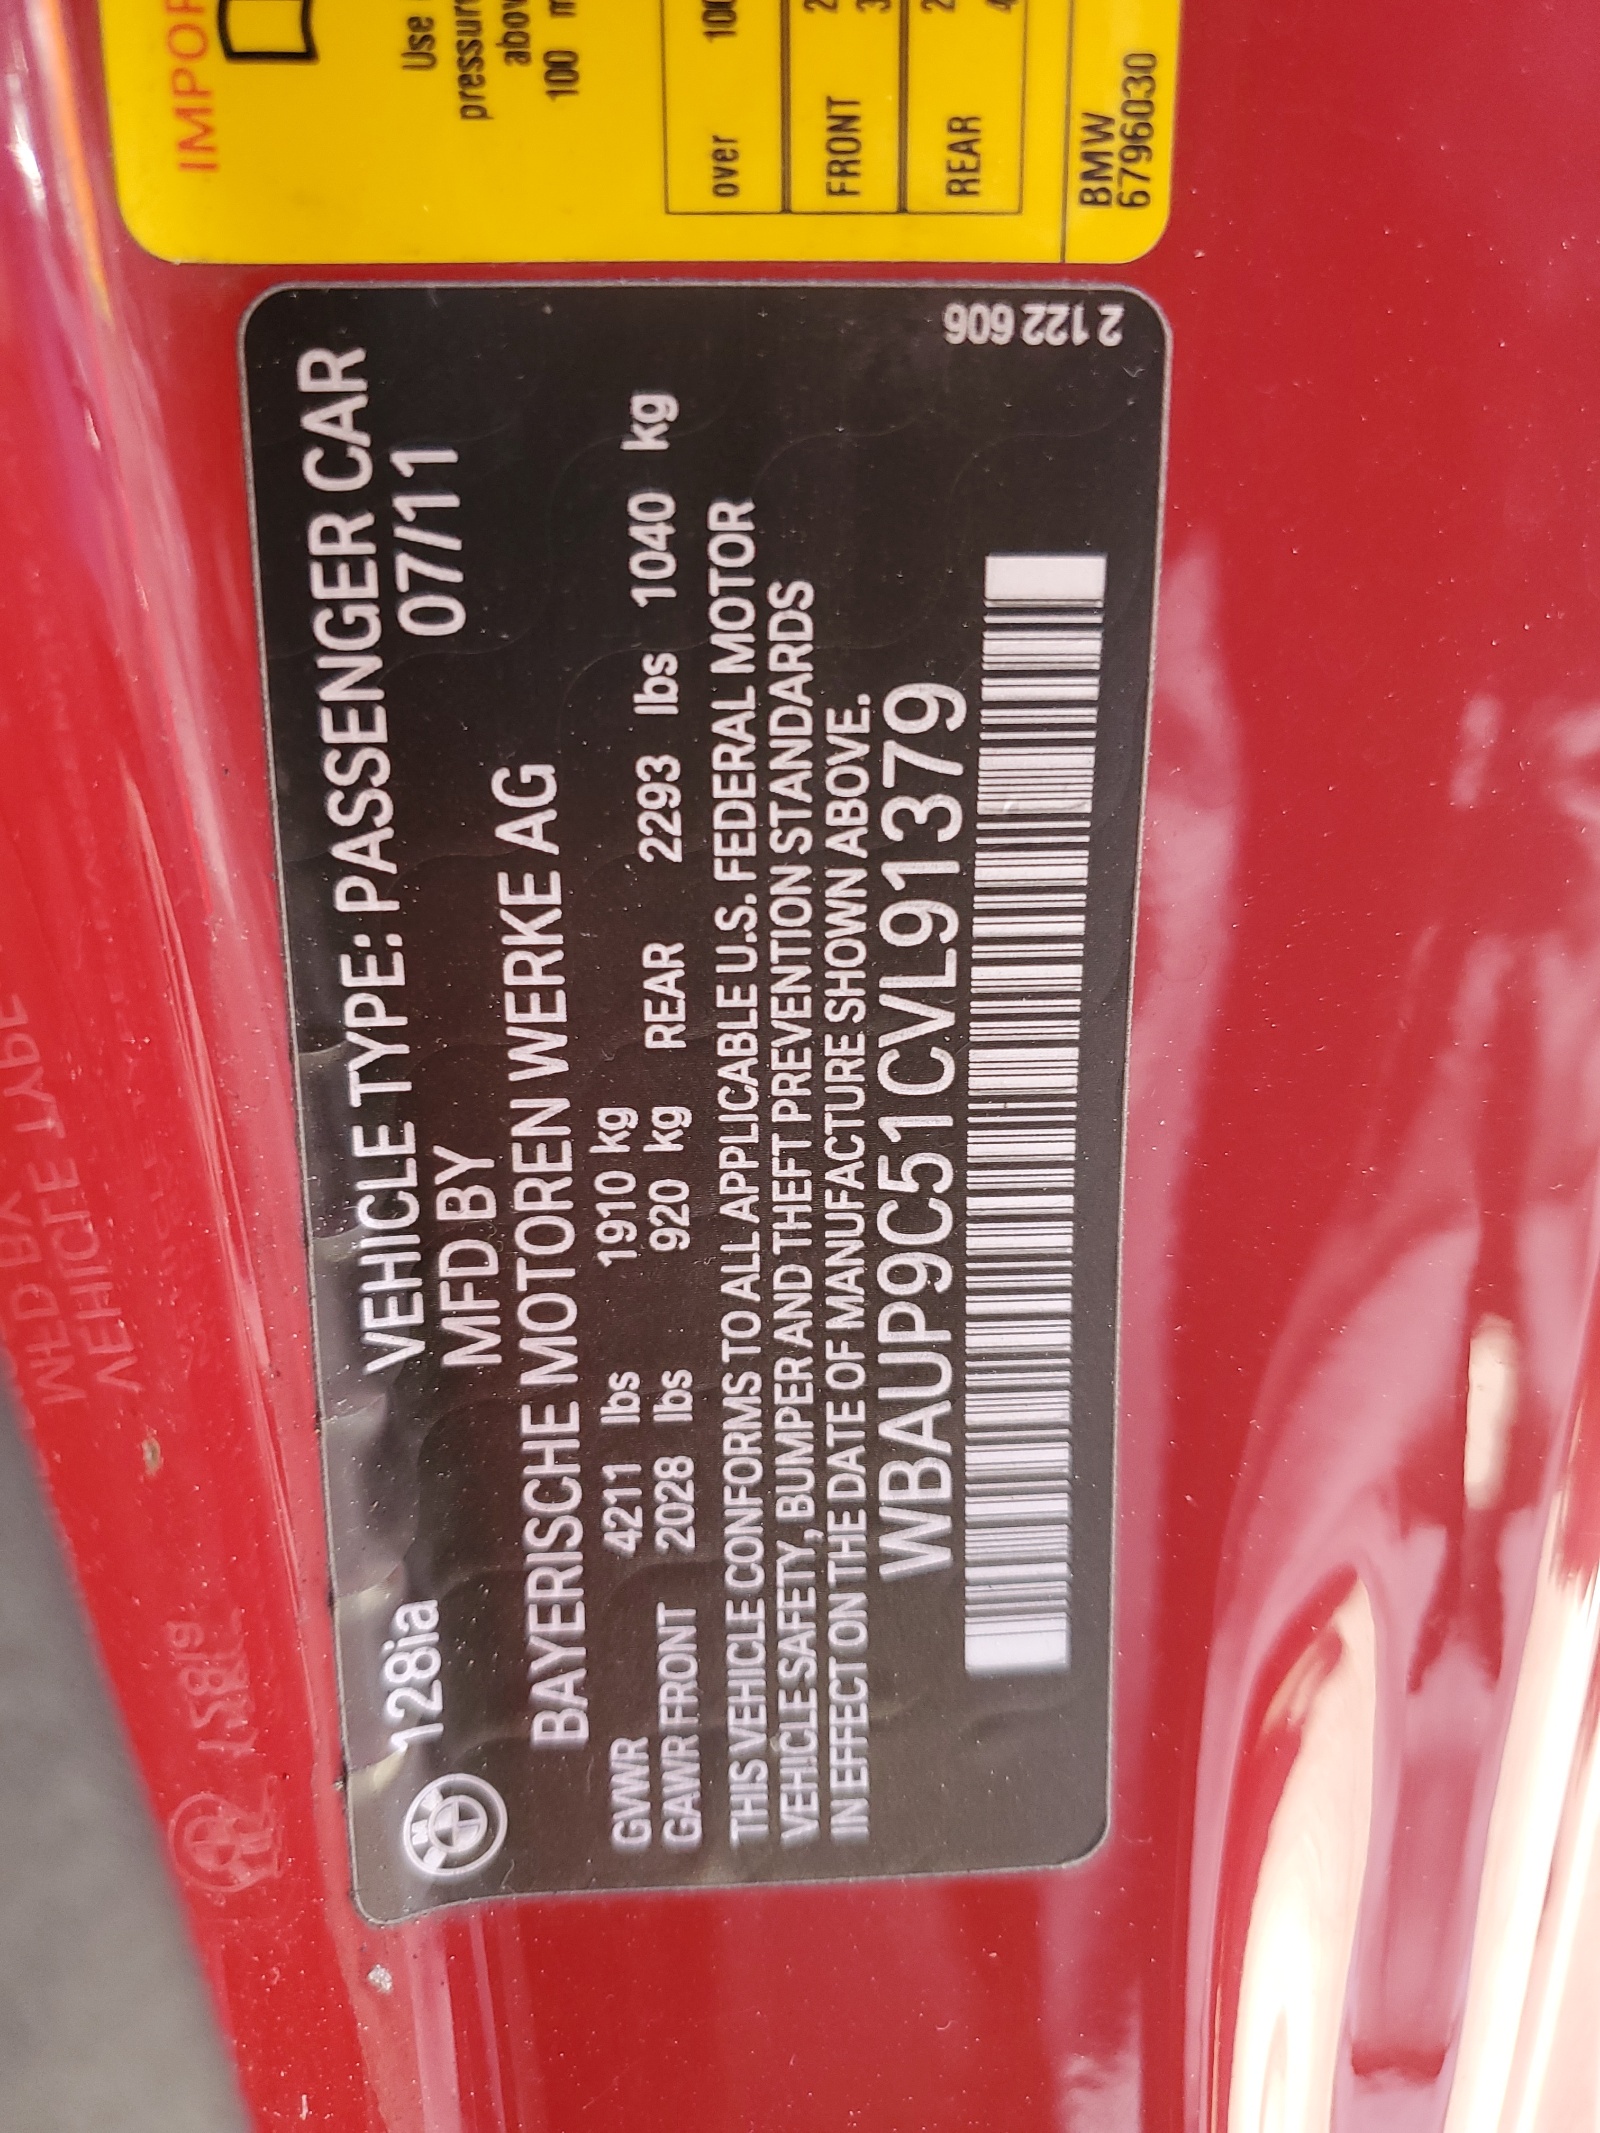 128ia VEHICLE TYPE: PASSENGER CAR
MFD BY 07/11
BAYERISCHE MOTOREN WERKE AG
GVWR 4211 lbs 1910 kg
GAWR FRONT 2028 lbs 920 kg REAR 2293 lbs 1040 kg
THIS VEHICLE CONFORMS TO ALL APPLICABLE U.S. FEDERAL MOTOR
VEHICLE SAFETY, BUMPER AND THEFT PREVENTION STANDARDS
IN EFFECT ON THE DATE OF MANUFACTURE SHOWN ABOVE.
WBAUP9C51CVL91379
2 122 606
IMPOR
Use
pressure
above
100
over 100
FRONT
REAR
BMW
6796030